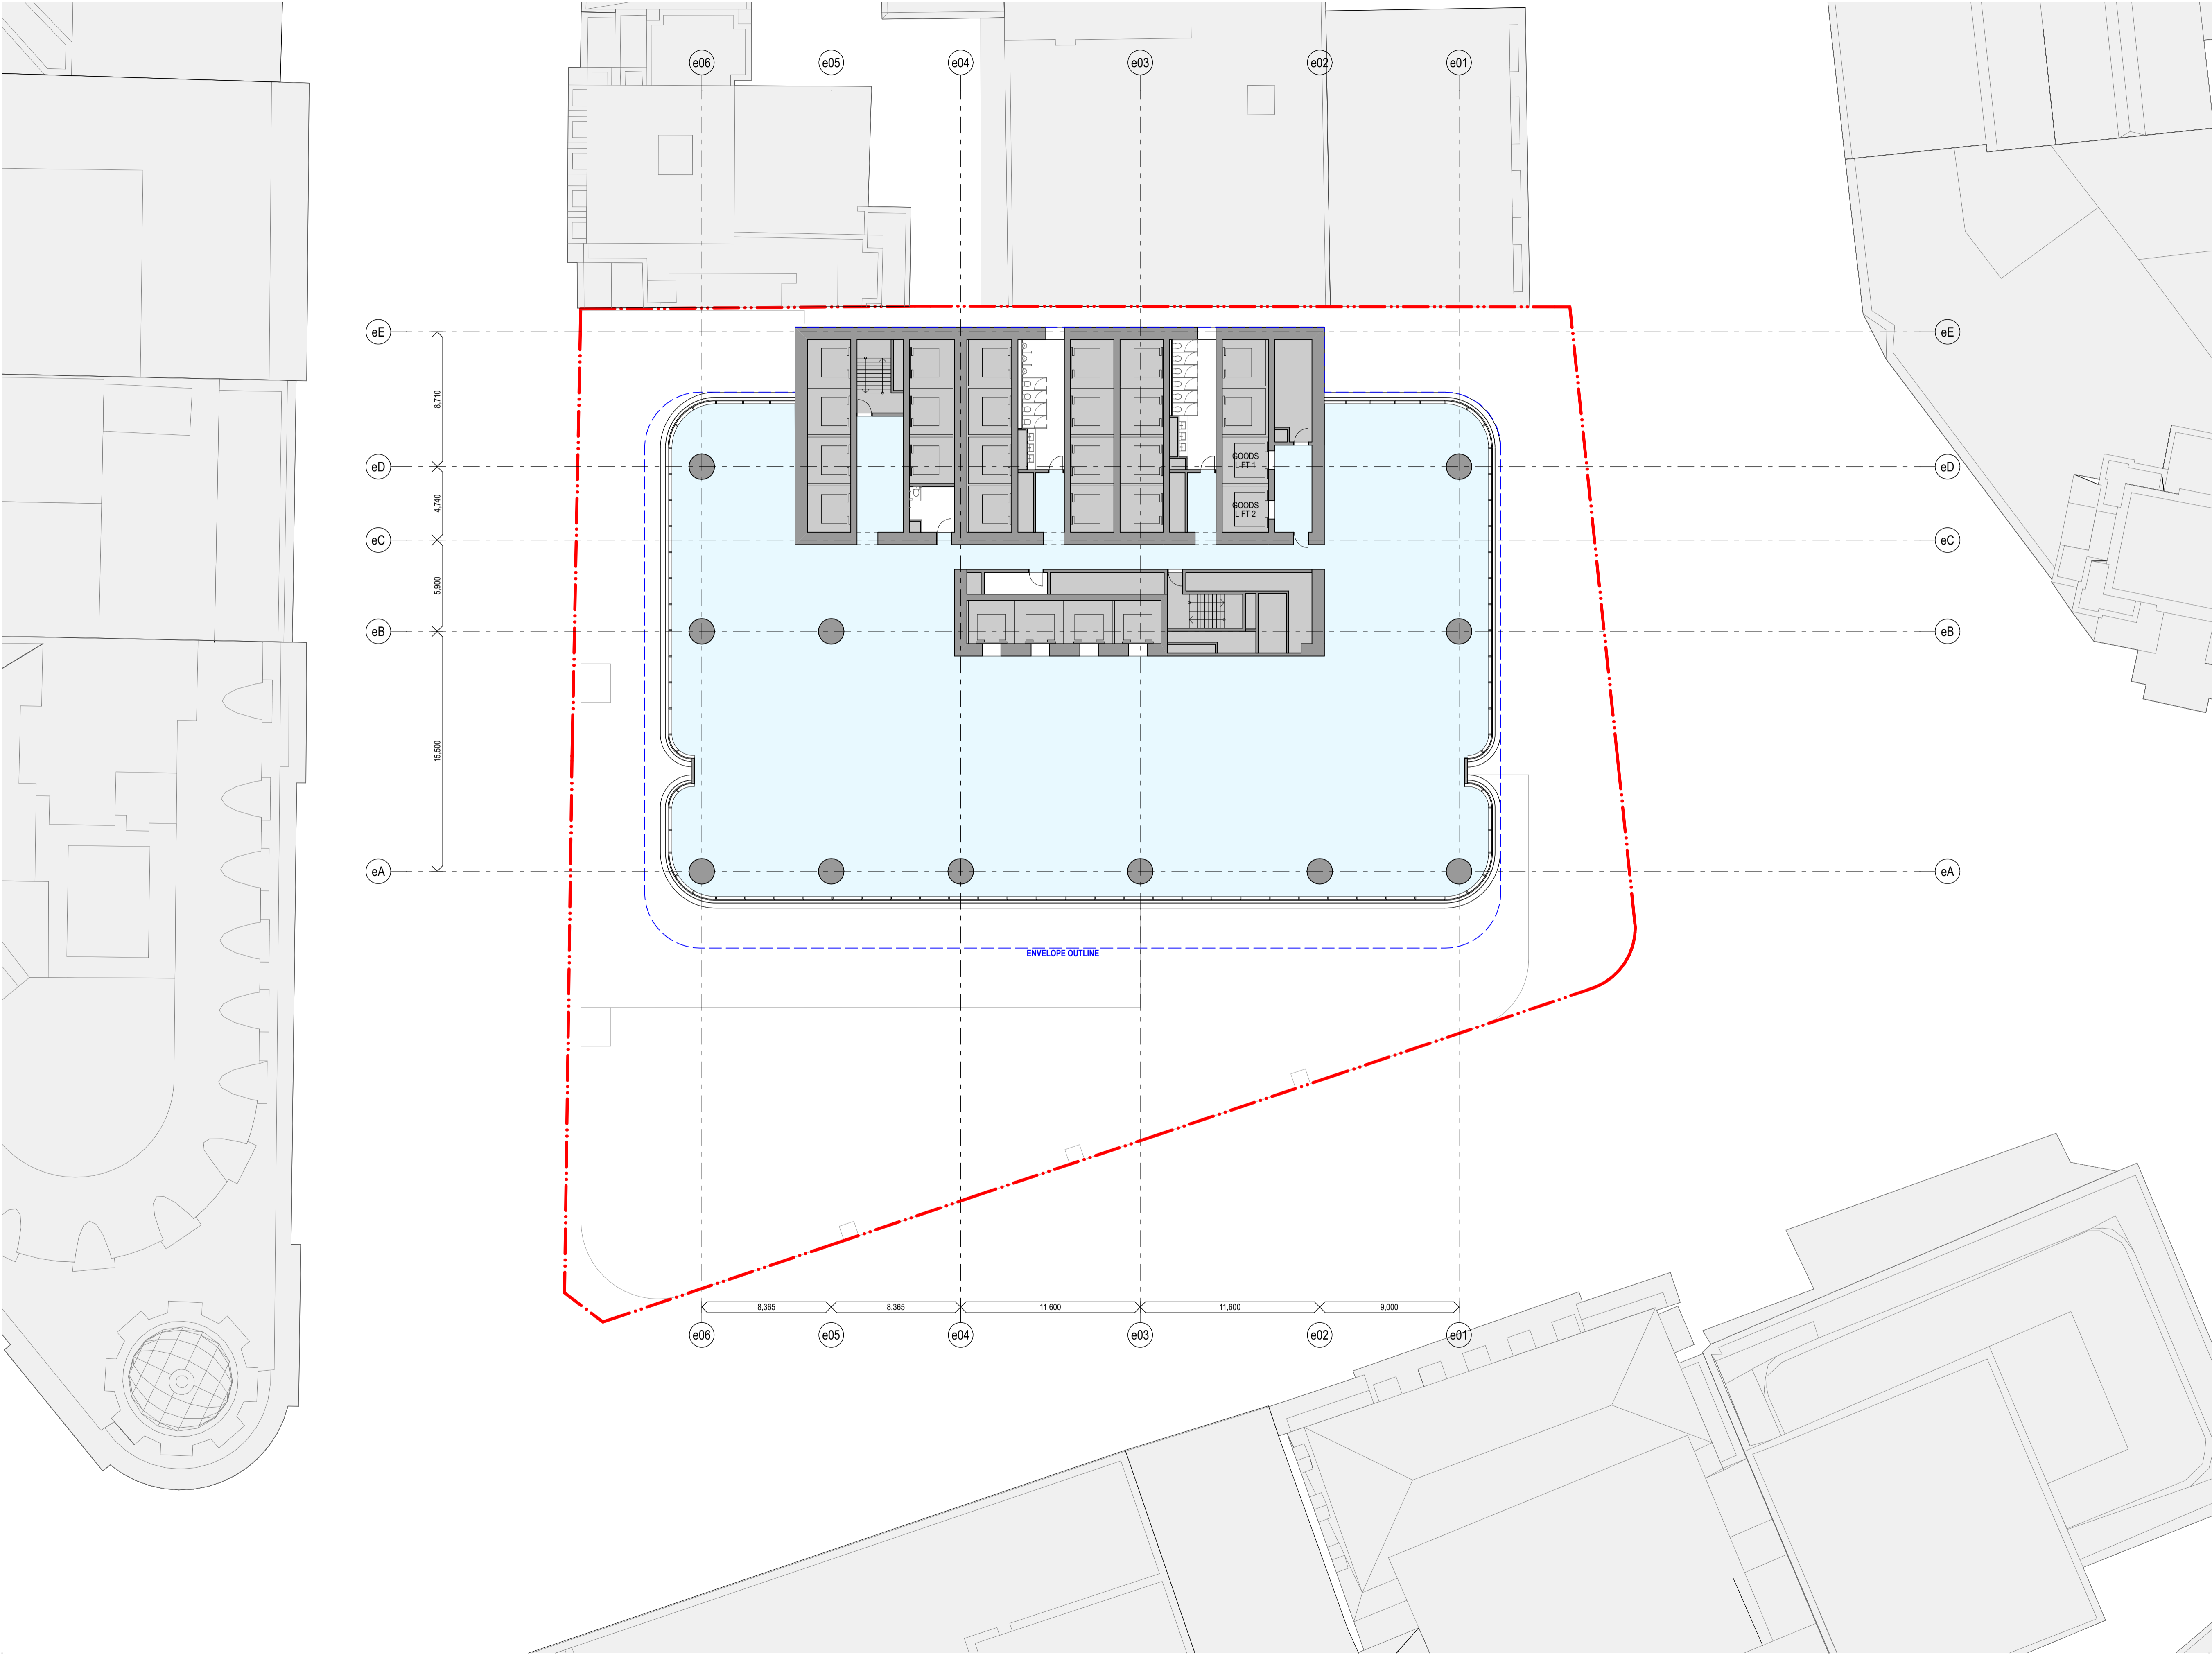 e06 e05 e04 e03 e02 e01
eE eE
8,710
GOODS
LIFT 1
eD eD
4,740
GOODS
LIFT 2
eC eC
5,900
eB eB
15,500
eA eA
ENVELOPE OUTLINE
8,365 8,365 11,600 11,600 9,000
e06 e05 e04 e03 e02 e01